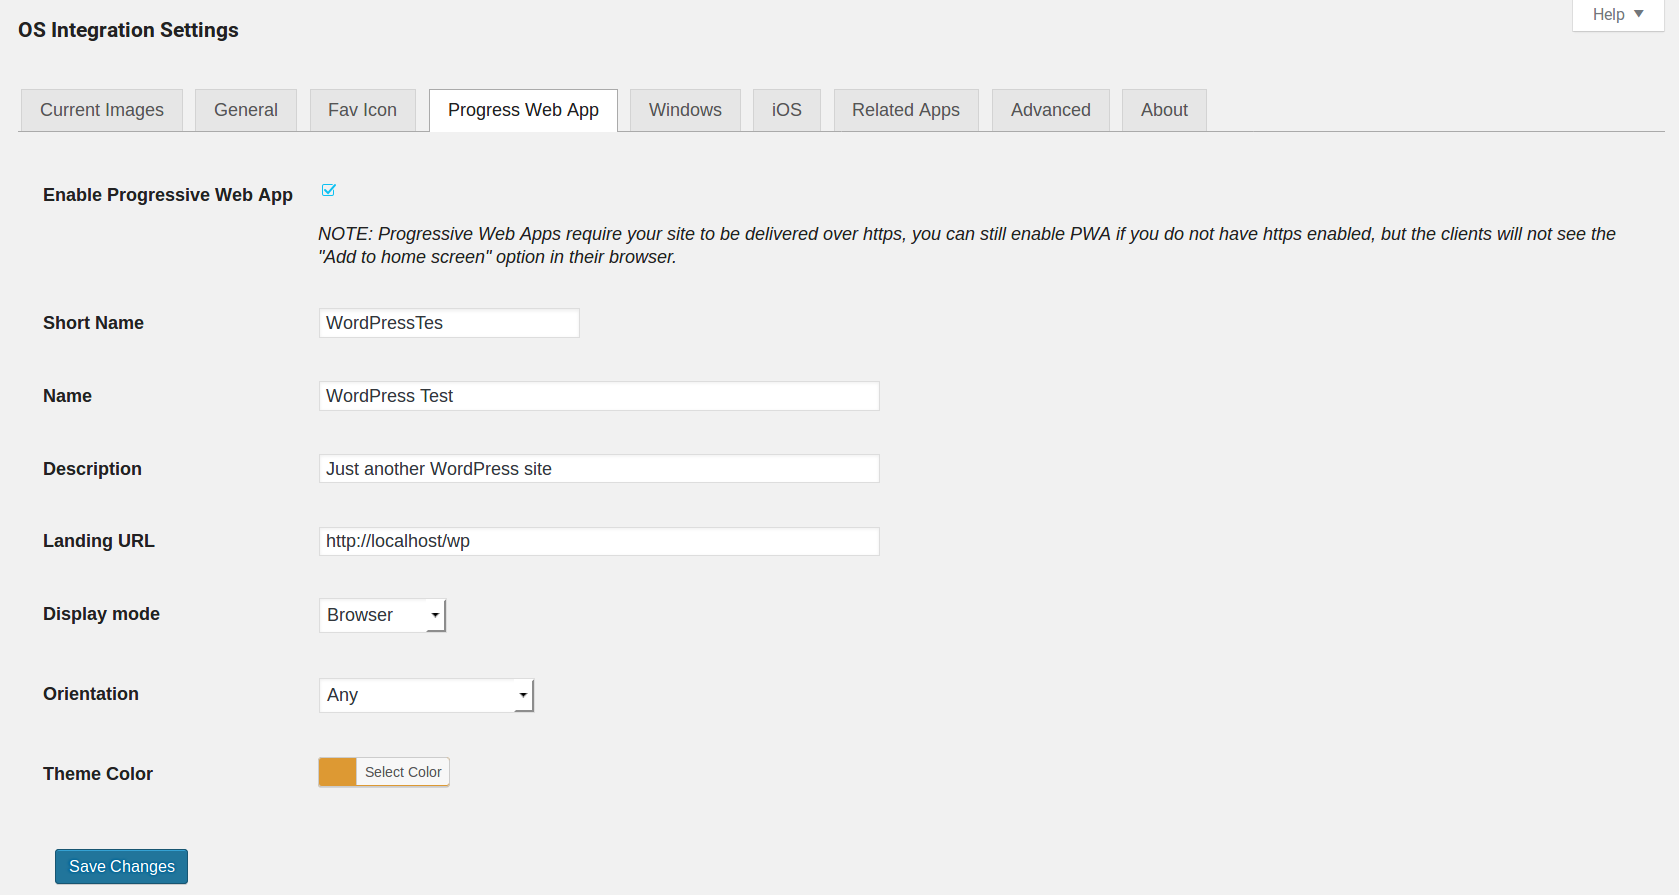 OS Integration Settings
Help
Current Images
General
Fav Icon
Progress Web App
Windows
iOS
Related Apps
Advanced
About
Enable Progressive Web App
NOTE: Progressive Web Apps require your site to be delivered over https, you can still enable PWA if you do not have https enabled, but the clients will not see the
"Add to home screen" option in their browser.
Short Name
WordPressTes
Name
WordPress Test
Description
Just another WordPress site
Landing URL
http://localhost/wp
Display mode
Browser
Orientation
Any
Theme Color
Select Color
Save Changes